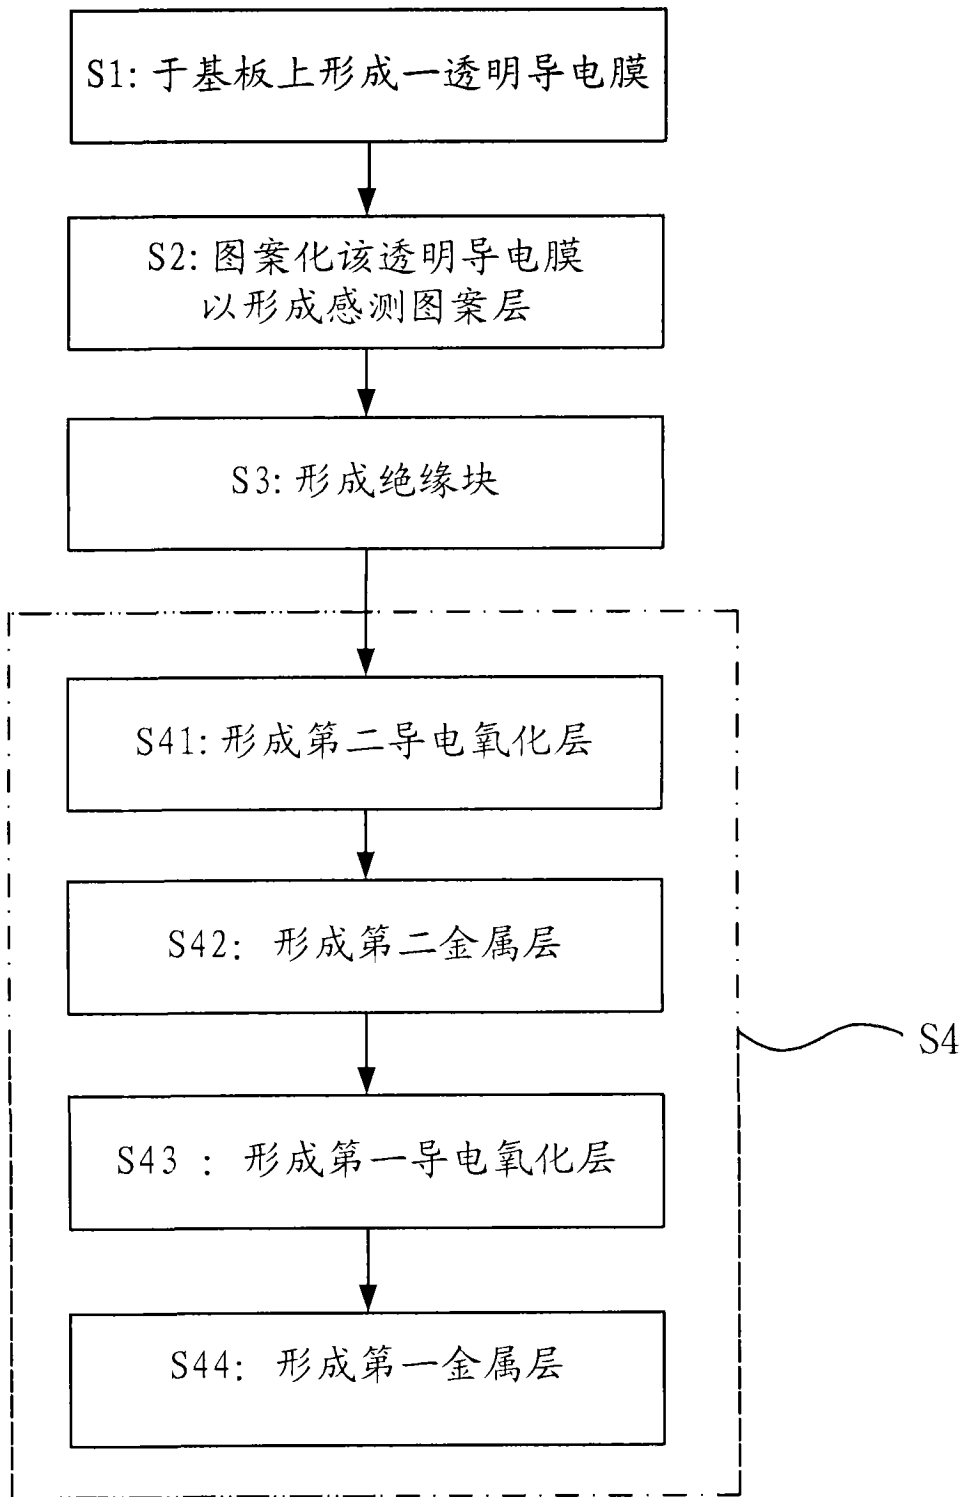 S1: 于基板上形成一透明导电膜
S2: 图案化该透明导电膜
以形成感测图案层
S3: 形成绝缘块
S41: 形成第二导电氧化层
S42: 形成第二金属层
S4
S43 : 形成第一导电氧化层
S44: 形成第一金属层